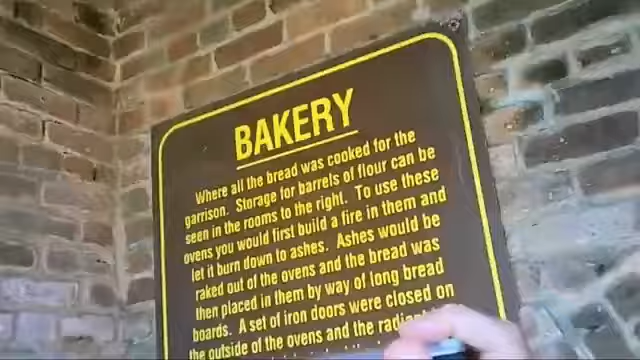 BAKERY
Where all the bread was cooked for the
garrison. Storage for barrels of flour can be
seen in the rooms to the right. To use these
ovens you would first build a fire in them and
let it burn down to ashes. Ashes would be
raked out of the ovens and the bread was
then placed in them by way of long bread
boards. A set of iron doors were closed on
the outside of the ovens and the